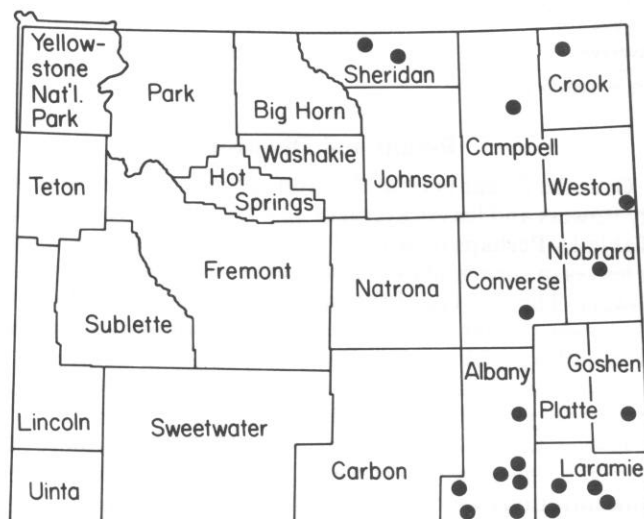 Yellow-
stone
Nat'l.
Park
Park
Big Horn
Sheridan
Crook
Campbell
Washakie
Johnson
Weston
Teton
Hot
Springs
Fremont
Natrona
Converse
Niobrara
Sublette
Albany
Goshen
Platte
Lincoln
Sweetwater
Carbon
Laramie
Uinta